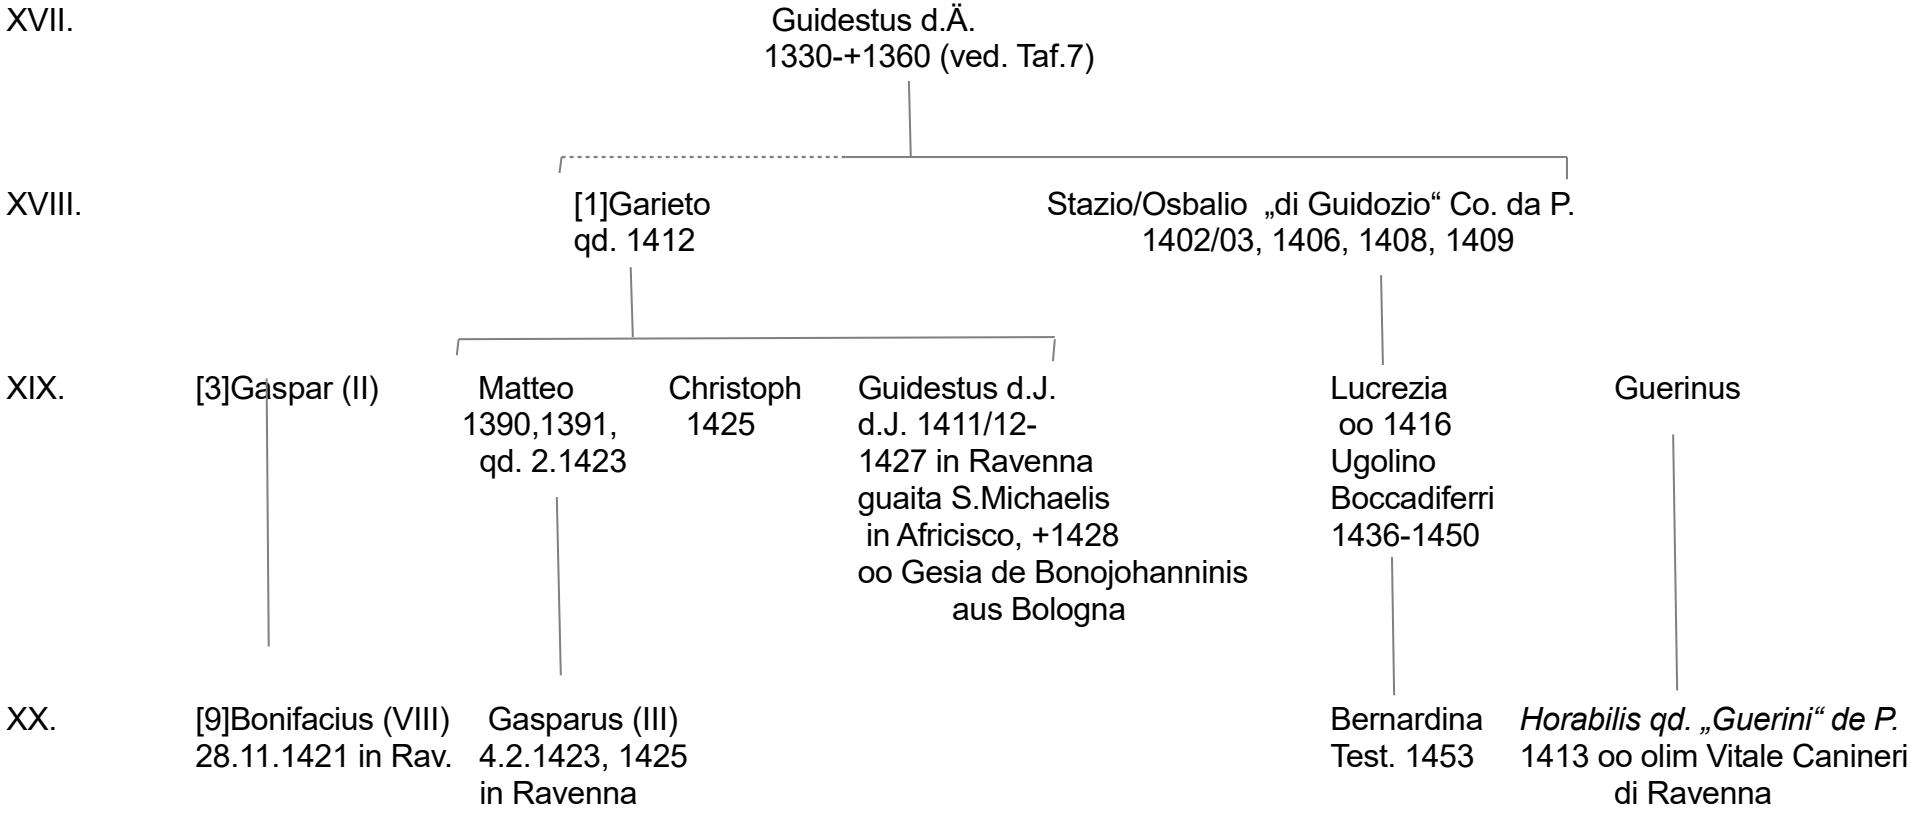 XVII. Guidestus d.Ä.
1330-+1360 (ved. Taf.7)
XVIII. [1]Garieto Stazio/Osbalio „di Guidozio“ Co. da P.
qd. 1412 1402/03, 1406, 1408, 1409
XIX. [3]Gaspar (II) Matteo Christoph Guidestus d.J. Lucrezia Guerinus
1390,1391, 1425 d.J. 1411/12- oo 1416
qd. 2.1423 1427 in Ravenna Ugolino
guaita S.Michaelis Boccadiferri
in Africisco, +1428 1436-1450
oo Gesia de Bonojohanninis
aus Bologna
XX. [9]Bonifacius (VIII) Gasparus (III) Bernardina Horabilis qd. „Guerini“ de P.
28.11.1421 in Rav. 4.2.1423, 1425 Test. 1453 1413 oo olim Vitale Canineri
in Ravenna di Ravenna